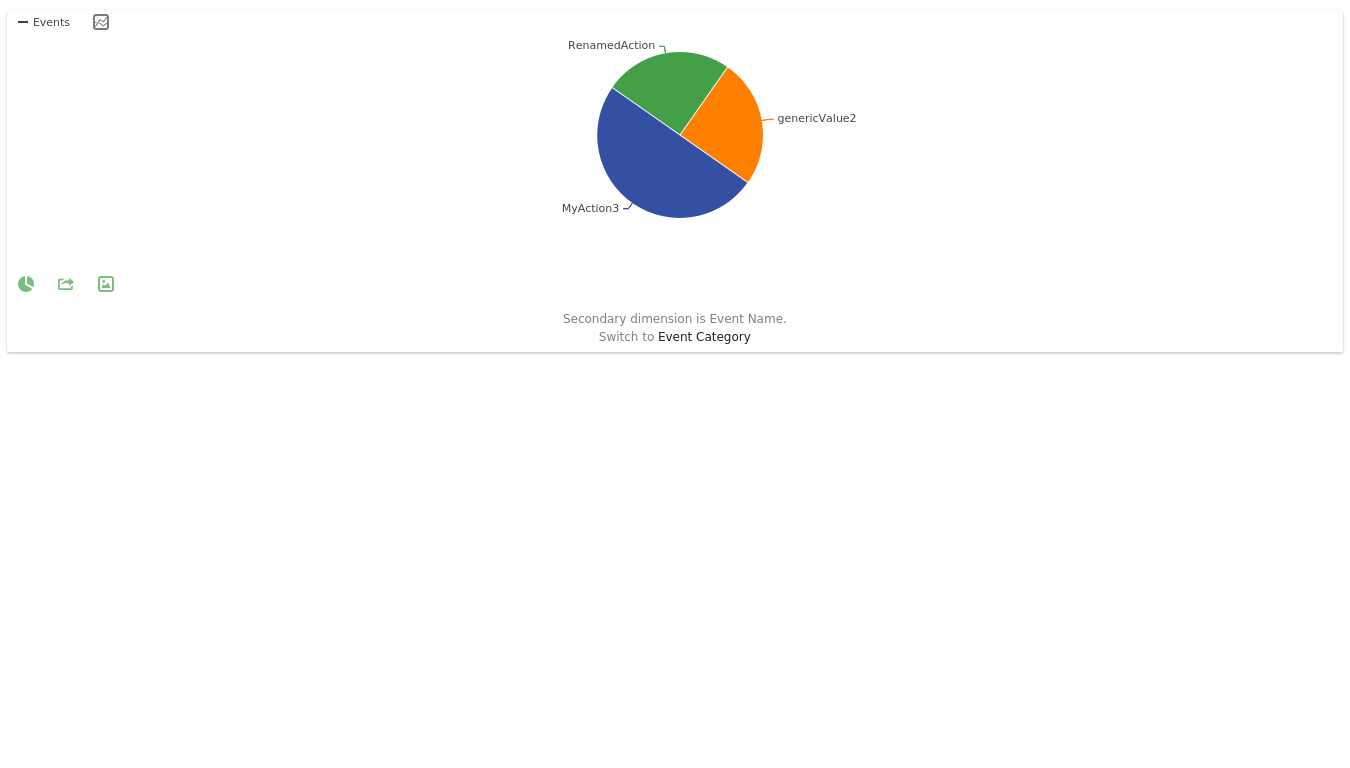 Events
RenamedAction
genericValue2
MyAction3
Secondary dimension is Event Name.
Switch to Event Category